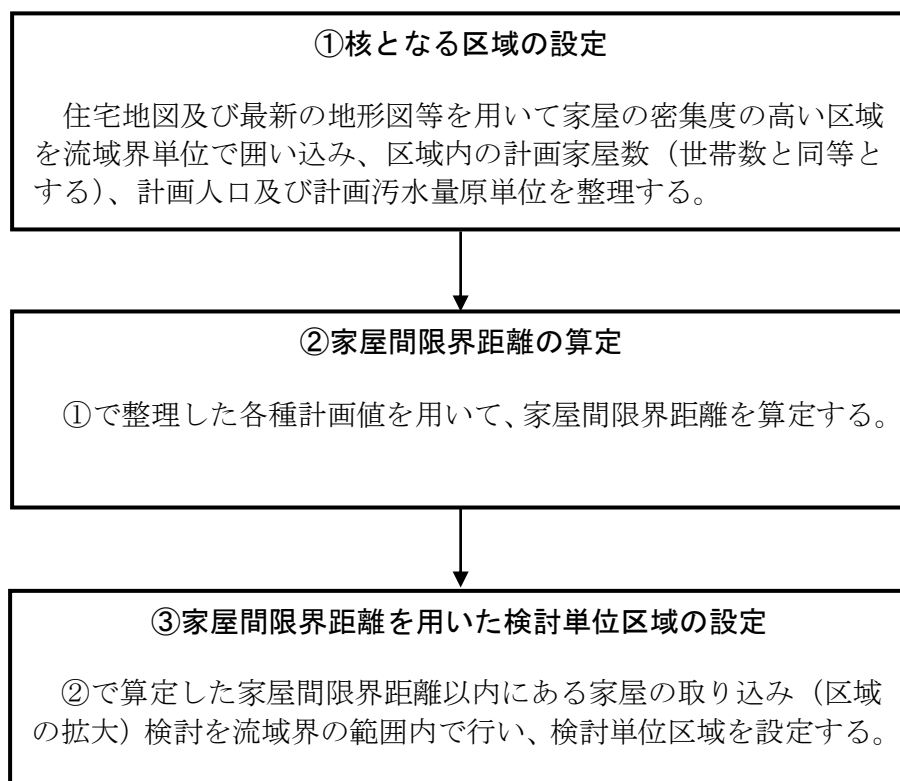 ①核となる区域の設定
住宅地図及び最新の地形図等を用いて家屋の密集度の高い区域
を流域界単位で囲い込み、区域内の計画家屋数（世帯数と同等と
する）、計画人口及び計画汚水量原単位を整理する。
②家屋間限界距離の算定
①で整理した各種計画値を用いて、家屋間限界距離を算定する。
③家屋間限界距離を用いた検討単位区域の設定
②で算定した家屋間限界距離以内にある家屋の取り込み（区域
の拡大）検討を流域界の範囲内で行い、検討単位区域を設定する。